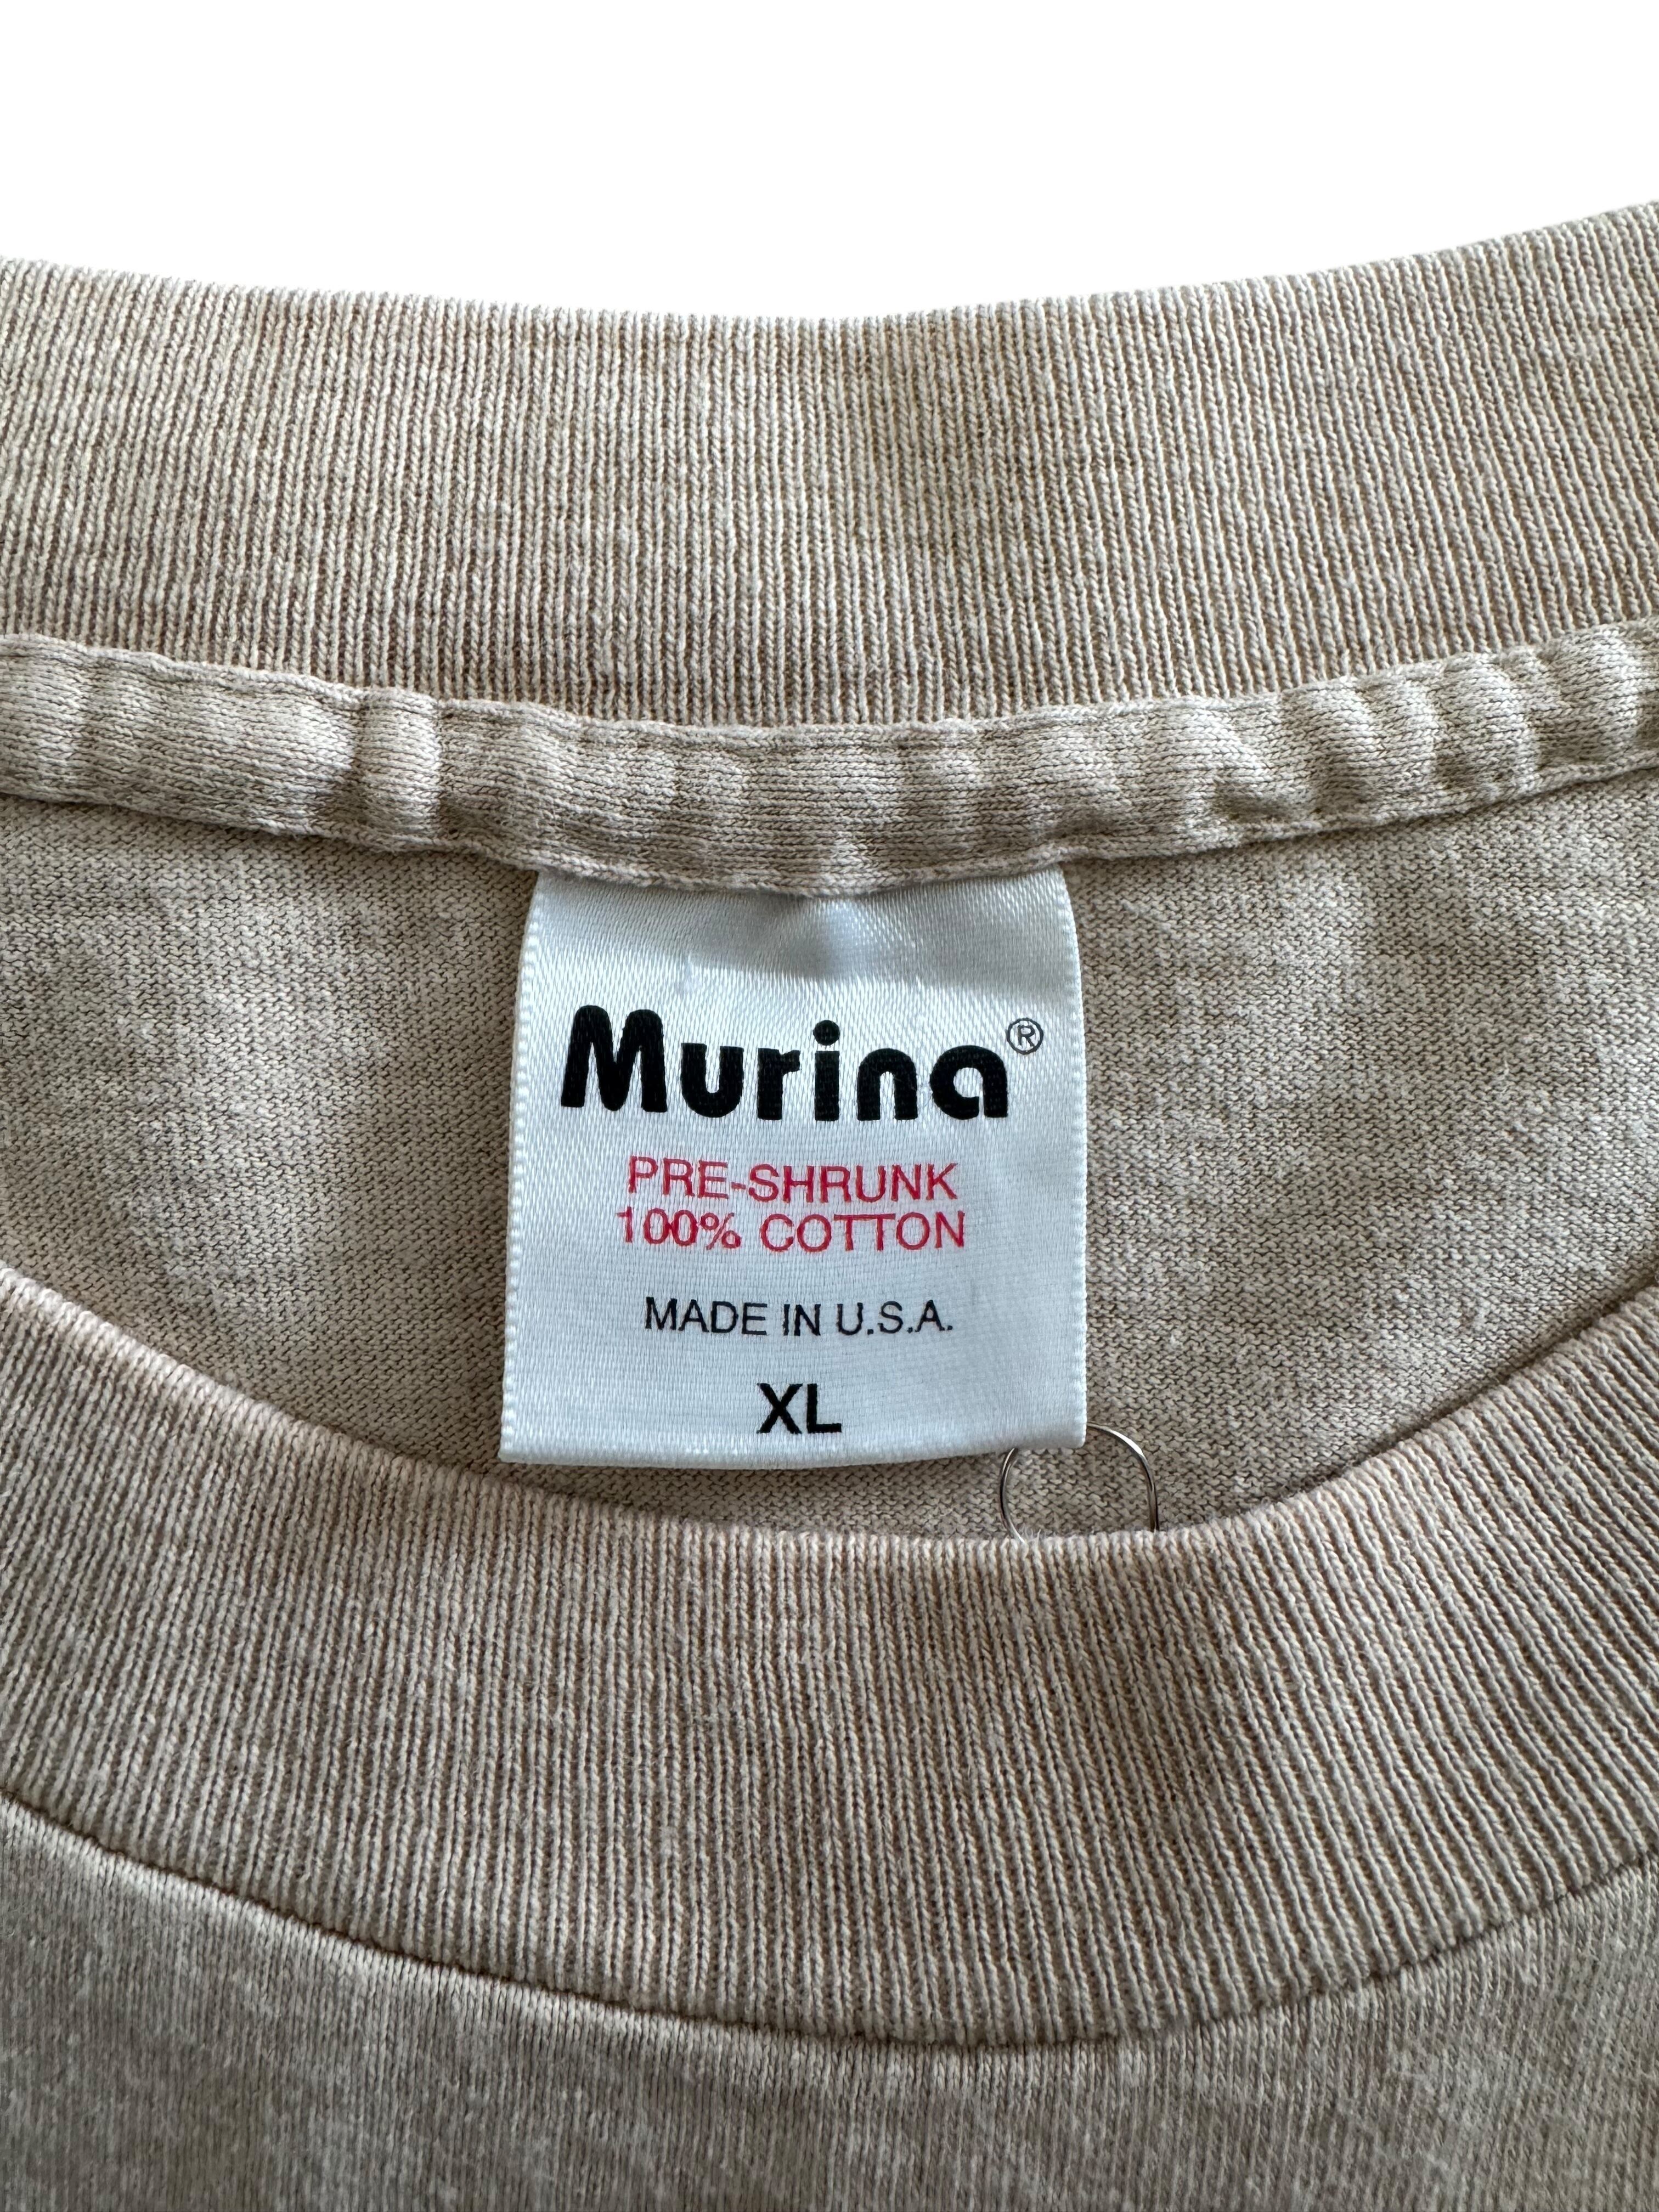 Murina®
PRE-SHRUNK
100% COTTON
MADE IN U.S.A.
XL